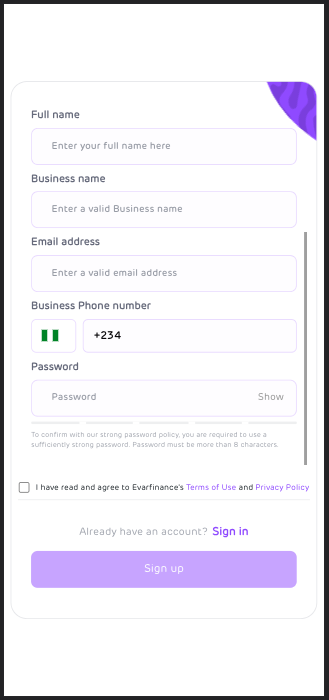 Full name
Enter your full name here
Business name
Enter a valid Business name
Email address
Enter a valid email address
Business Phone number
+234
Password
Password Show
To confirm with our strong password policy, you are required to use a
sufficiently strong password. Password must be more than 8 characters.
I have read and agree to Evarfinance's Terms of Use and Privacy Policy
Already have an account? Sign in
Sign up